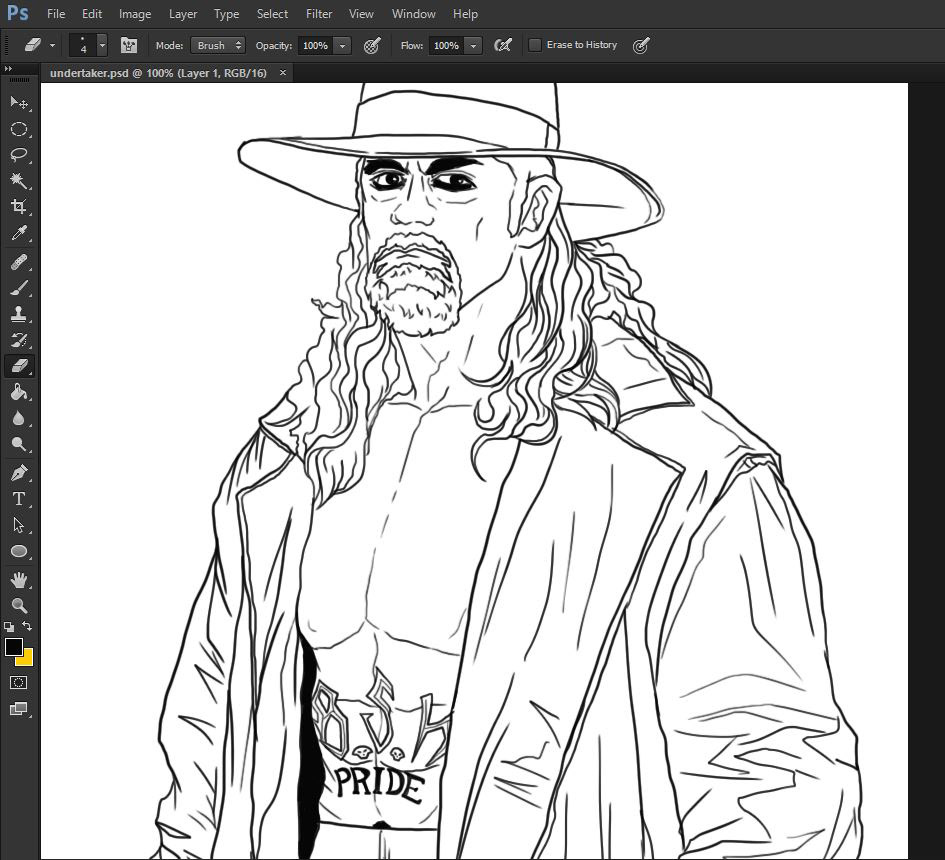 Ps File Edit Image Layer Type Select Filter View Window Help
4 Mode: Brush Opacity: 100% Flow: 100% Erase to History
undertaker.psd @ 100% (Layer 1, RGB/16) ×
T
B.S.K
PRIDE